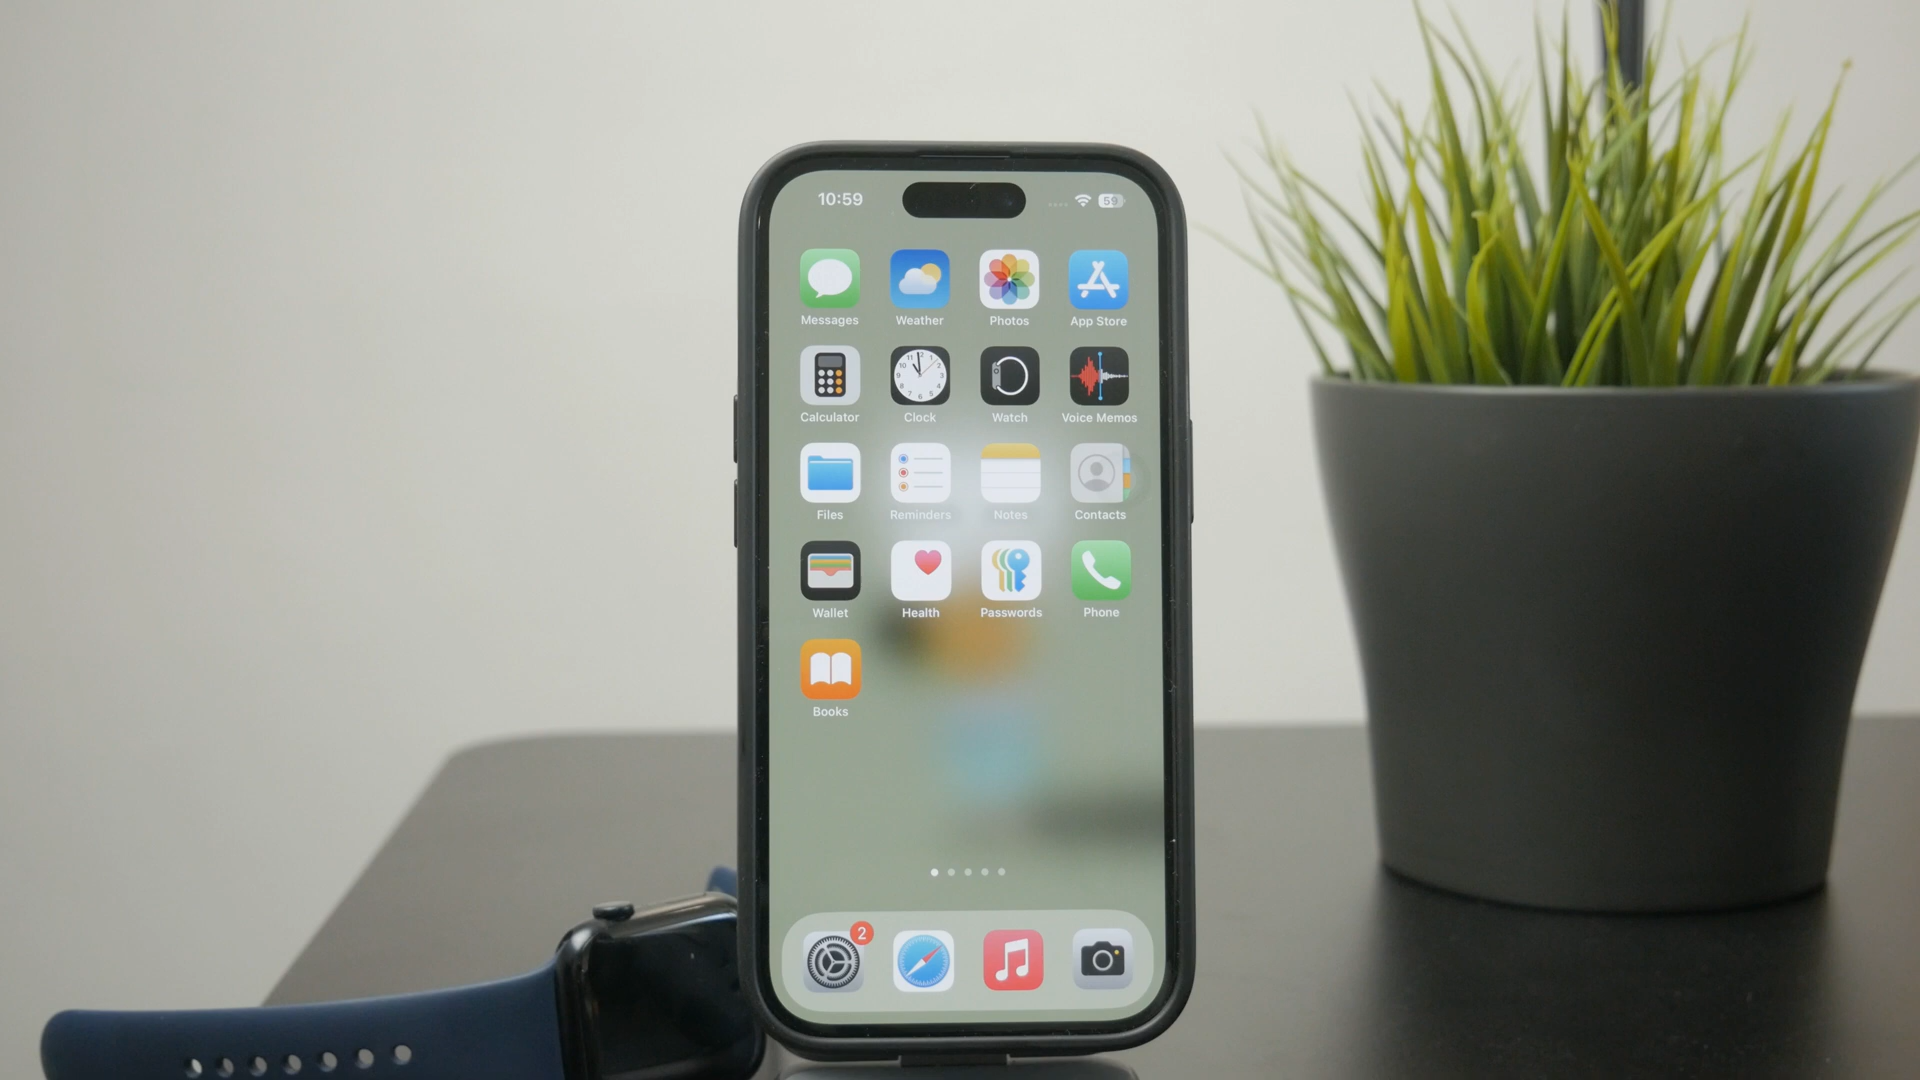 10:59 59
Messages Weather Photos App Store
Calculator Clock Watch Voice Memos
Files Reminders Notes Contacts
Wallet Health Passwords Phone
Books
2